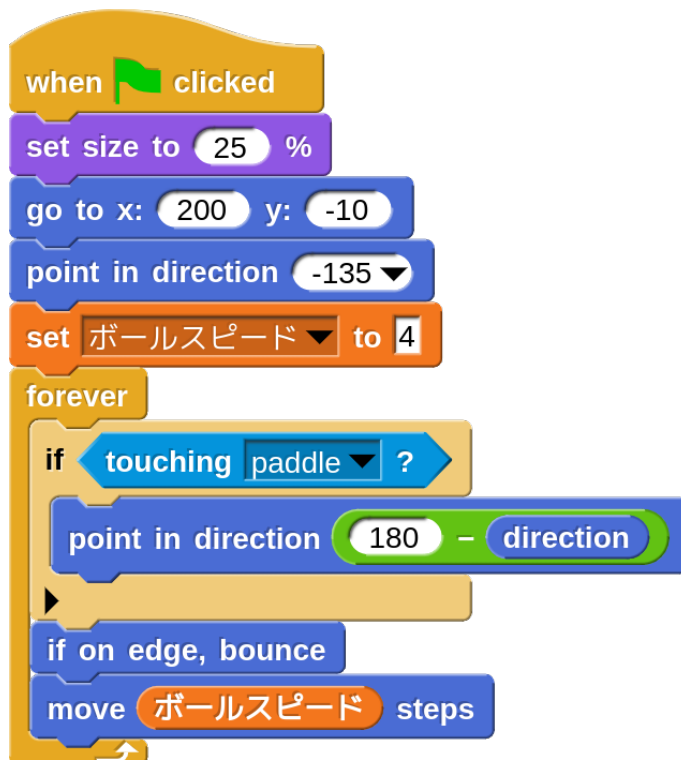 when clicked
set size to 25 %
go to x: 200 y: -10
point in direction -135
set ボールスピード to 4
forever
if touching paddle ?
point in direction 180 - direction
if on edge, bounce
move ボールスピード steps